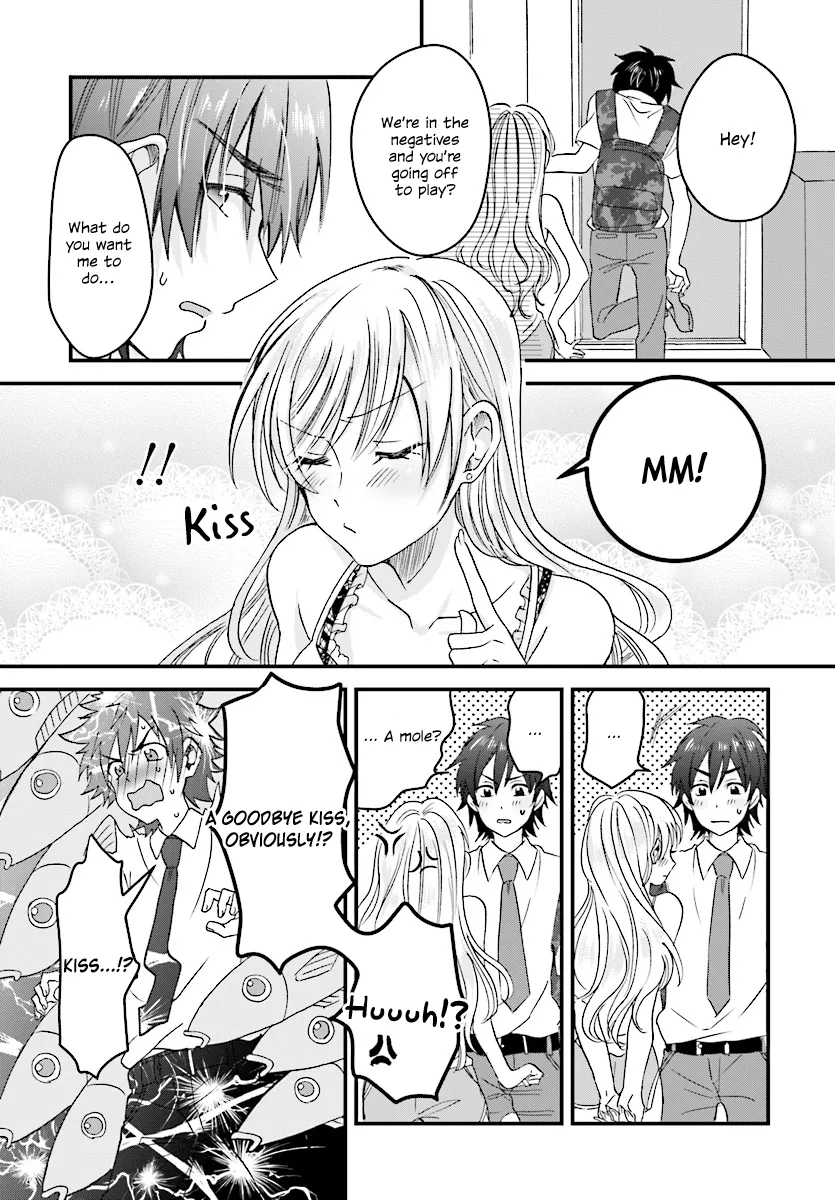 Hey!
We're in the
negatives
and you're
going off
to play?
What do
you want
me to
do...
MM!
!!
Kiss
...
...
... A mole?
Huuuh!?
A GOODBYE KISS,
OBVIOUSLY!?
KISS...!?